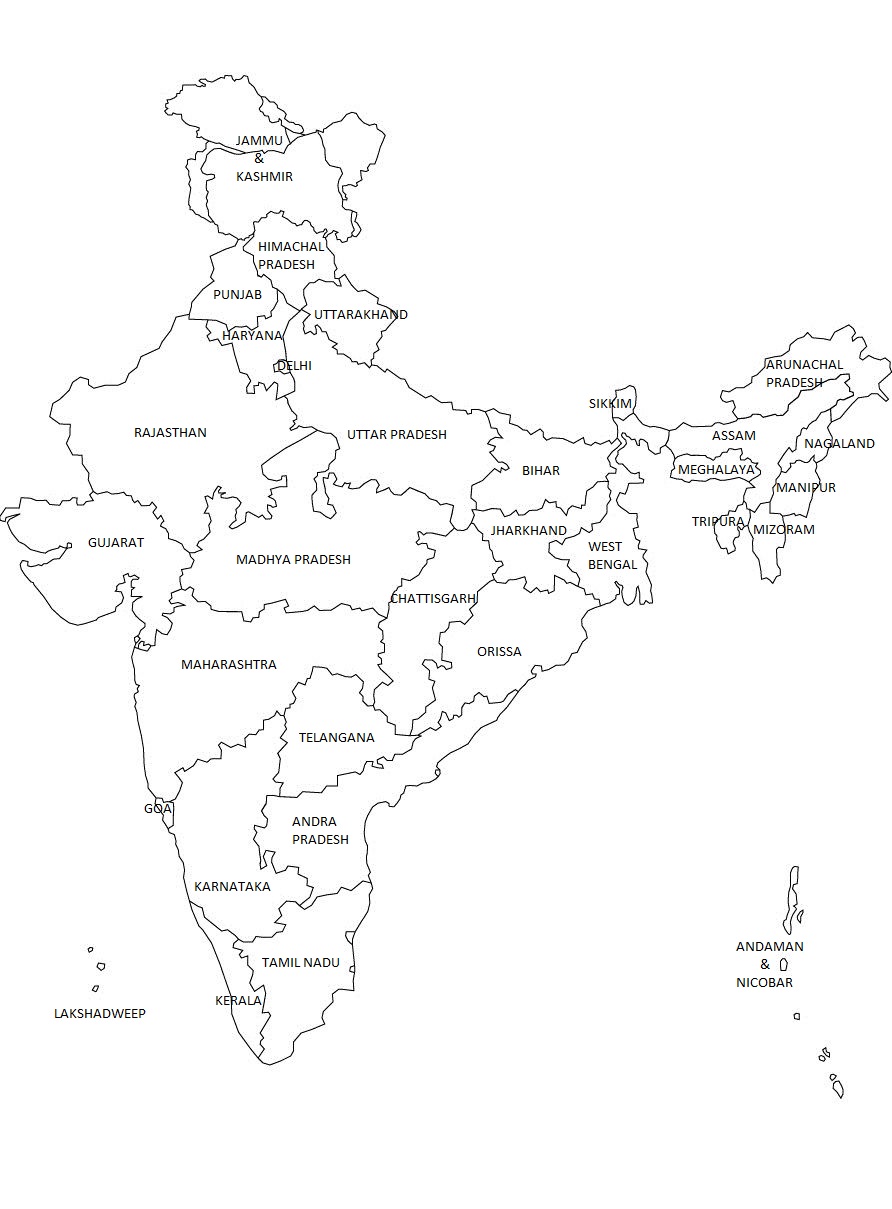 JAMMU
&
KASHMIR
HIMACHAL
PRADESH
PUNJAB
UTTARAKHAND
HARYANA
DELHI
ARUNACHAL
PRADESH
SIKKIM
RAJASTHAN
UTTAR PRADESH
ASSAM
NAGALAND
BIHAR
MEGHALAYA
MANIPUR
TRIPURA
MIZORAM
JHARKHAND
GUJARAT
WEST
BENGAL
MADHYA PRADESH
CHATTISGARH
ORISSA
MAHARASHTRA
TELANGANA
GOA
ANDRA
PRADESH
KARNATAKA
ANDAMAN
&
NICOBAR
TAMIL NADU
KERALA
LAKSHADWEEP